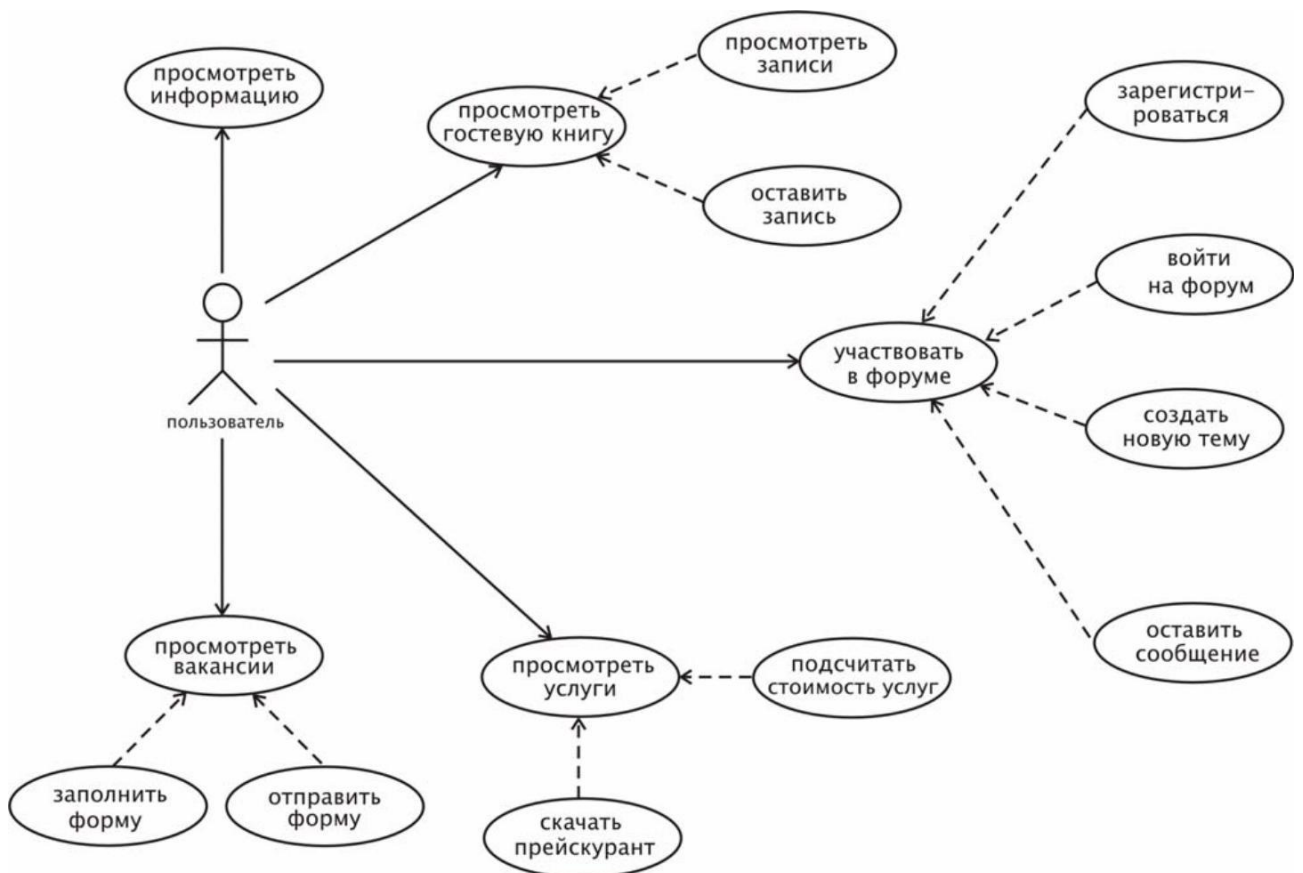 просмотреть
информацию
просмотреть
гостевую книгу
просмотреть
записи
оставить
запись
зарегистри-
роваться
войти
на форум
участвовать
в форуме
создать
новую тему
оставить
сообщение
пользователь
просмотреть
вакансии
заполнить
форму
отправить
форму
просмотреть
услуги
подсчитать
стоимость услуг
скачать
прейскурант